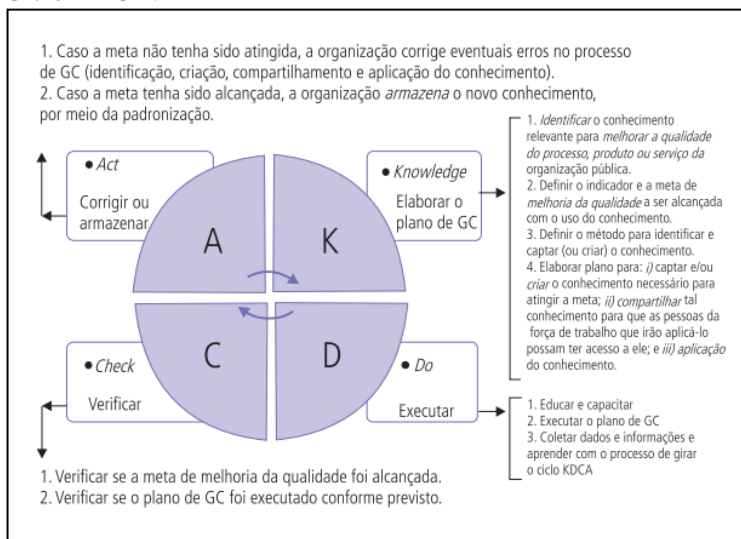 1. Caso a meta não tenha sido atingida, a organização corrige eventuais erros no processo
de GC (identificação, criação, compartilhamento e aplicação do conhecimento).
2. Caso a meta tenha sido alcançada, a organização armazena o novo conhecimento,
por meio da padronização.
• Act
Corrigir ou
armazenar
A
K
• Knowledge
Elaborar o
plano de GC
1. Identificar o conhecimento
relevante para melhorar a qualidade
do processo, produto ou serviço da
organização pública.
2. Definir o indicador e a meta de
melhoria da qualidade a ser alcançada
com o uso do conhecimento.
3. Definir o método para identificar e
captar (ou criar) o conhecimento.
4. Elaborar plano para: i) captar e/ou
criar o conhecimento necessário para
atingir a meta; ii) compartilhar tal
conhecimento para que as pessoas da
força de trabalho que irão aplicá-lo
possam ter acesso a ele; e iii) aplicação
do conhecimento.
• Check
Verificar
C
D
• Do
Executar
1. Educar e capacitar
2. Executar o plano de GC
3. Coletar dados e informações e
aprender com o processo de girar
o ciclo KDCA
1. Verificar se a meta de melhoria da qualidade foi alcançada.
2. Verificar se o plano de GC foi executado conforme previsto.